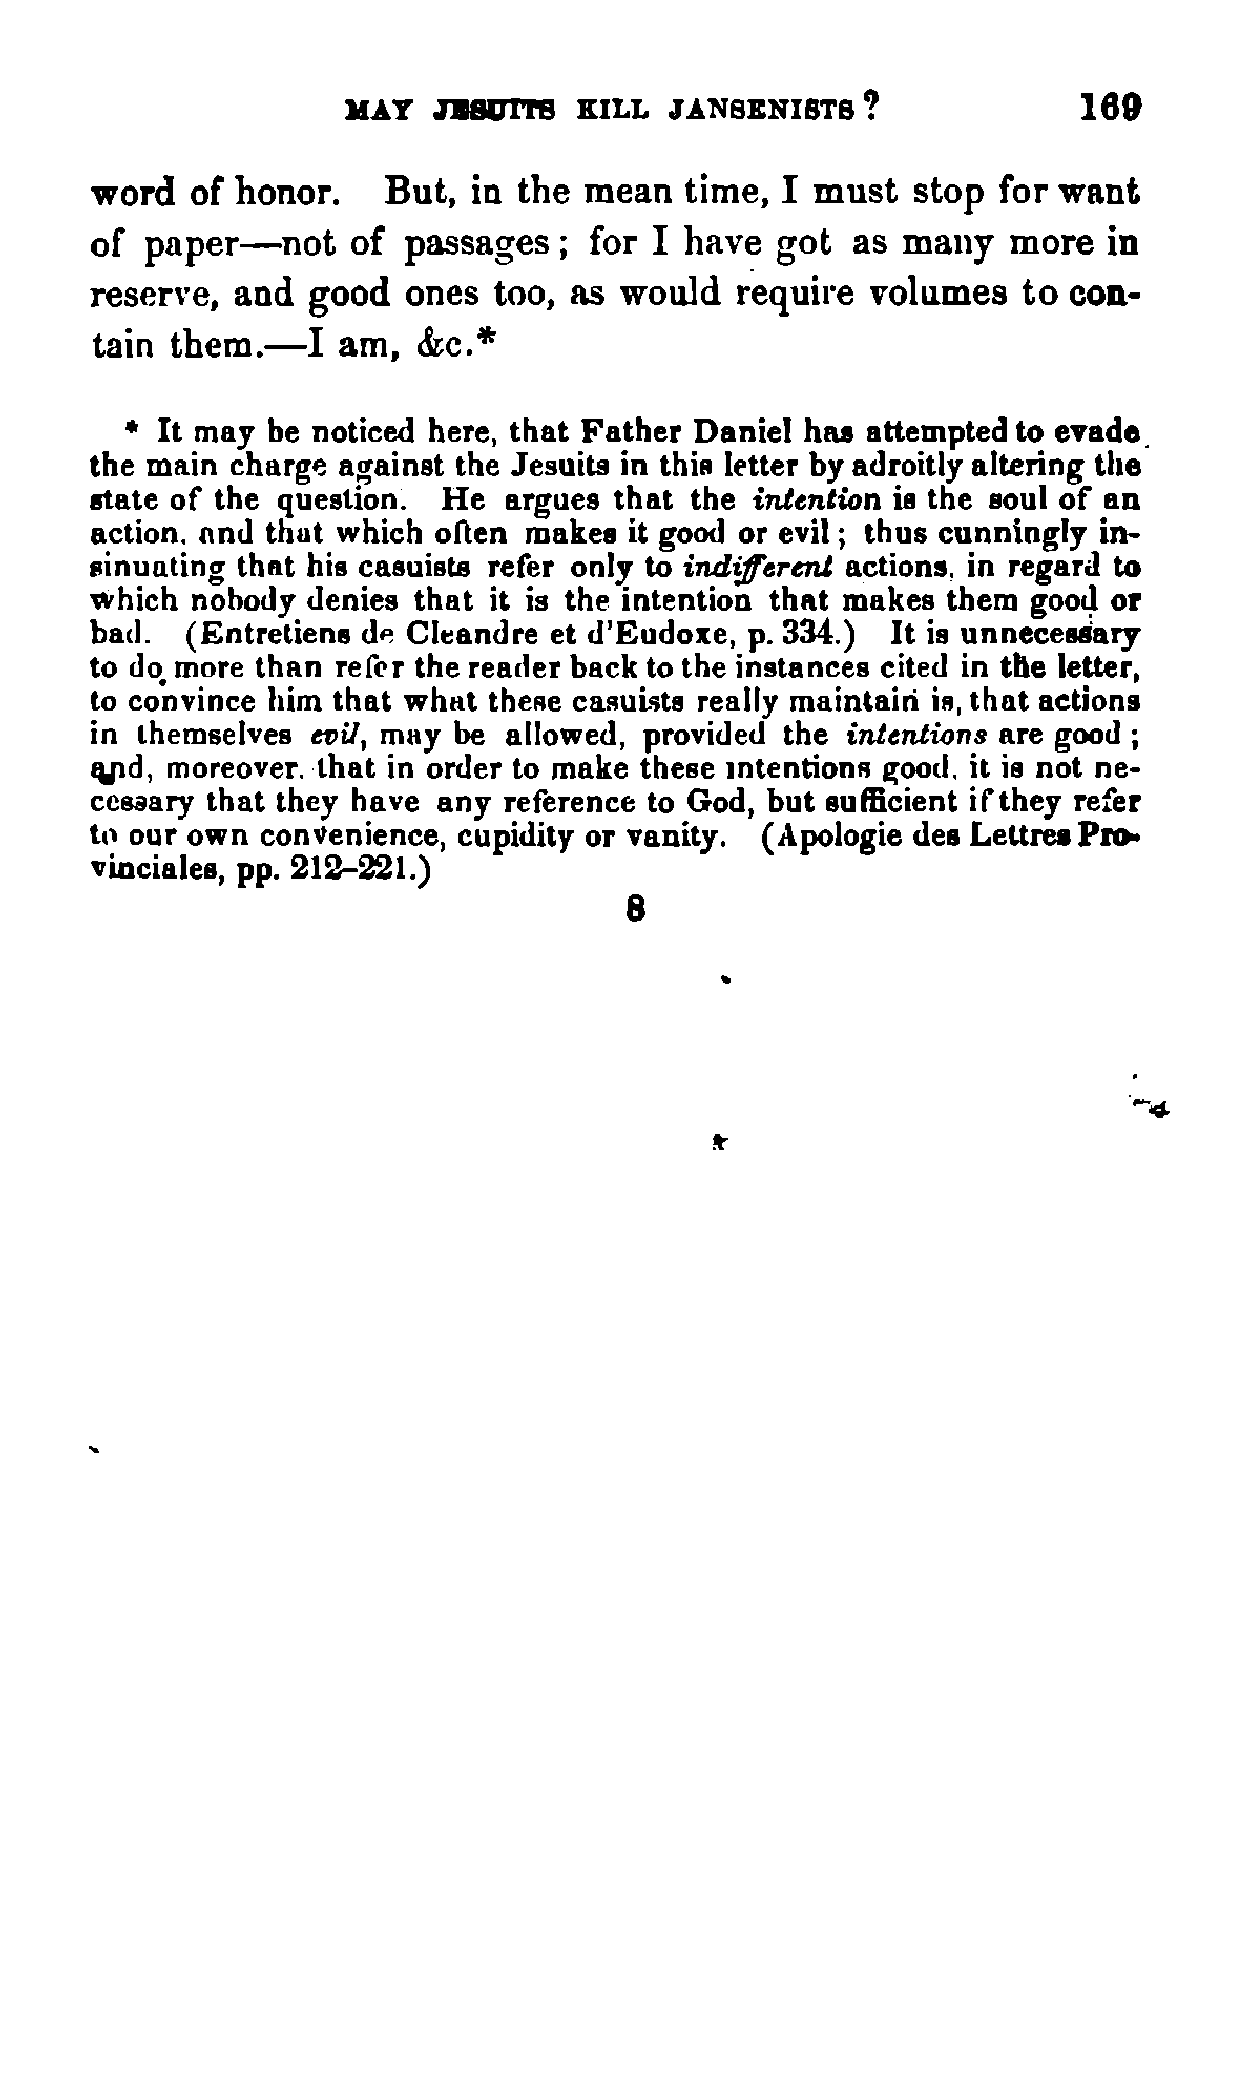 MAY JESUITS KILL JANSENISTS? 169
word of honor. But, in the mean time, I must stop for want
of paper—not of passages; for I have got as many more in
reserve, and good ones too, as would require volumes to con-
tain them.—I am, &c.*
* It may be noticed here, that Father Daniel has attempted to evade
the main charge against the Jesuits in this letter by adroitly altering the
state of the question. He argues that the intention is the soul of an
action, and that which often makes it good or evil; thus cunningly in-
sinuating that his casuists refer only to indifferent actions, in regard to
which nobody denies that it is the intention that makes them good or
bad. (Entretiens de Cleandre et d'Eudoxe, p. 334.) It is unnecessary
to do more than refer the reader back to the instances cited in the letter,
to convince him that what these casuists really maintain is, that actions
in themselves evil, may be allowed, provided the intentions are good;
and, moreover, that in order to make these intentions good, it is not ne-
cessary that they have any reference to God, but sufficient if they refer
to our own convenience, cupidity or vanity. (Apologie des Lettres Pro-
vinciales, pp. 212-221.)
8